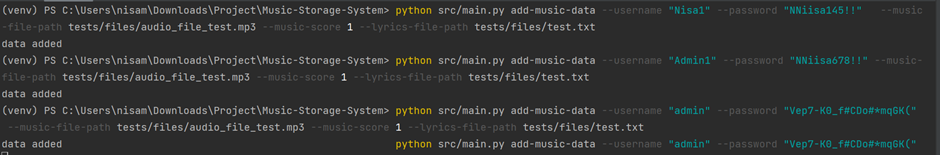 (venv) PS C:\Users\nisam\Downloads\Project\Music-Storage-System> python src/main.py add-music-data --username "Nisa1" --password "NNiisa145!!" --music
-file-path tests/files/audio_file_test.mp3 --music-score 1 --lyrics-file-path tests/files/test.txt
data added
(venv) PS C:\Users\nisam\Downloads\Project\Music-Storage-System> python src/main.py add-music-data --username "Admin1" --password "NNiisa678!!" --music-
file-path tests/files/audio_file_test.mp3 --music-score 1 --lyrics-file-path tests/files/test.txt
data added
(venv) PS C:\Users\nisam\Downloads\Project\Music-Storage-System> python src/main.py add-music-data --username "admin" --password "Vep7-K0_f#CDo#*mqGK("
--music-file-path tests/files/audio_file_test.mp3 --music-score 1 --lyrics-file-path tests/files/test.txt
data added python src/main.py add-music-data --username "admin" --password "Vep7-K0_f#CDo#*mqGK("